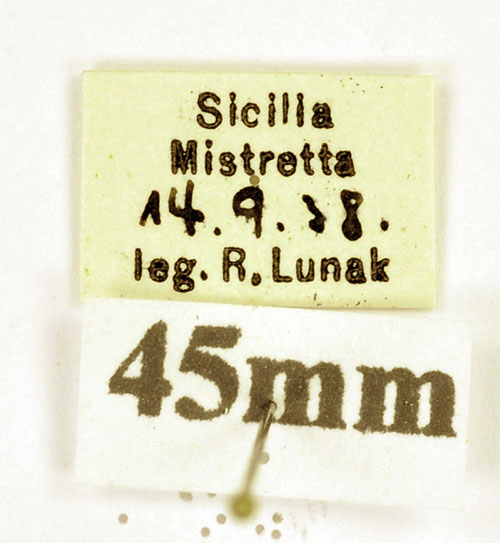 Sicilia
Mistretta
14.9.38.
leg. R. Lunak
45mm